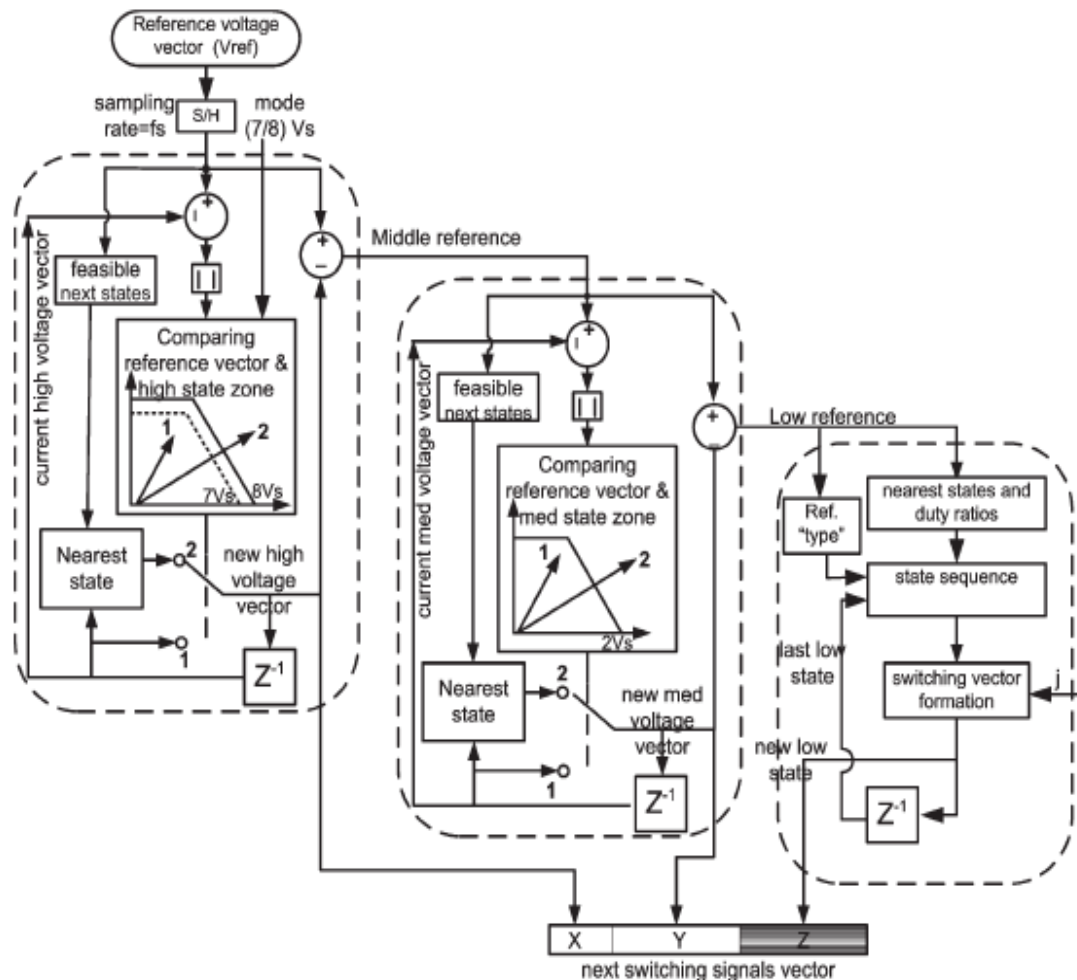 Reference voltage
vector (Vref)
sampling
rate=fs
S/H
mode
(7/8) Vs
+
−
+
−
| |
feasible
next states
current high voltage vector
Comparing
reference vector &
high state zone
1
2
7Vs
8Vs
Nearest
state
2
1
new high
voltage
vector
Z-1
Middle reference
+
−
+
−
| |
feasible
next states
current med voltage vector
Comparing
reference vector &
med state zone
1
2
2Vs
Nearest
state
2
1
new med
voltage
vector
Z-1
Low reference
Ref.
"type"
nearest states and
duty ratios
state sequence
last low
state
switching vector
formation
j
new low
state
Z-1
X Y Z
next switching signals vector